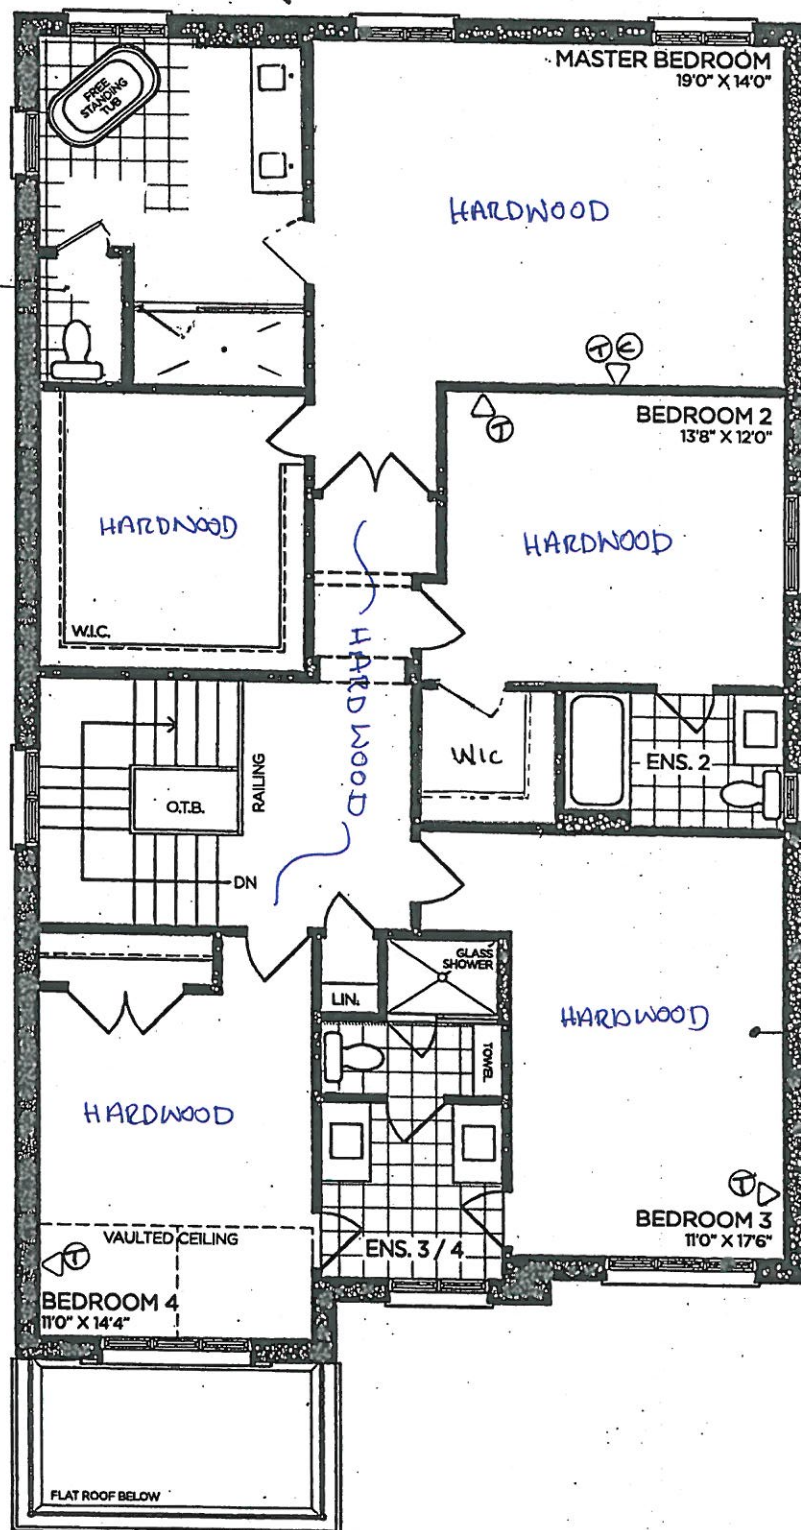 FREE
STANDING
TUB
MASTER BEDROOM
19'0" X 14'0"
HARDWOOD
T C
T
BEDROOM 2
13'8" X 12'0"
HARDWOOD
HARDWOOD
W.I.C.
HARDWOOD
WIC
ENS. 2
O.T.B.
RAILING
DN
GLASS
SHOWER
LIN.
TOWEL
HARDWOOD
HARDWOOD
VAULTED CEILING
T
T
BEDROOM 3
11'0" X 17'6"
ENS. 3 / 4
BEDROOM 4
11'0" X 14'4"
FLAT ROOF BELOW